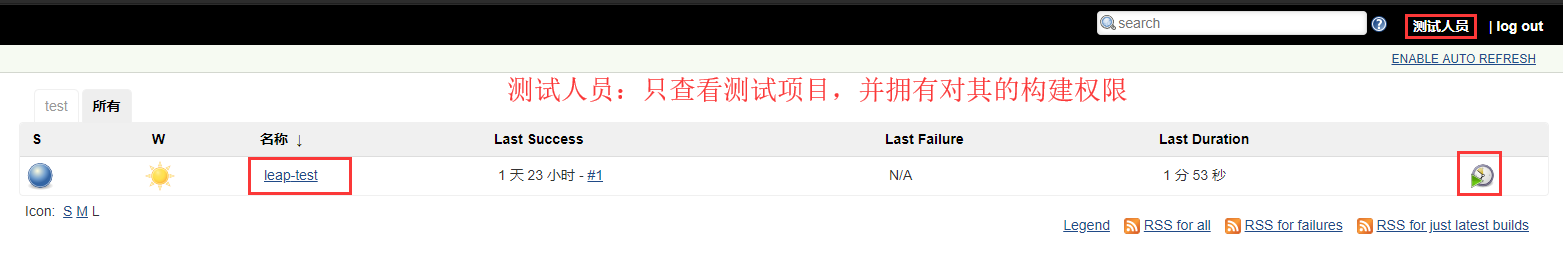 search
测试人员 | log out
ENABLE AUTO REFRESH
测试人员：只查看测试项目，并拥有对其的构建权限
test 所有
S W 名称 ↓ Last Success Last Failure Last Duration
leap-test 1 天 23 小时 - #1 N/A 1 分 53 秒
Icon: S M L
Legend RSS for all RSS for failures RSS for just latest builds